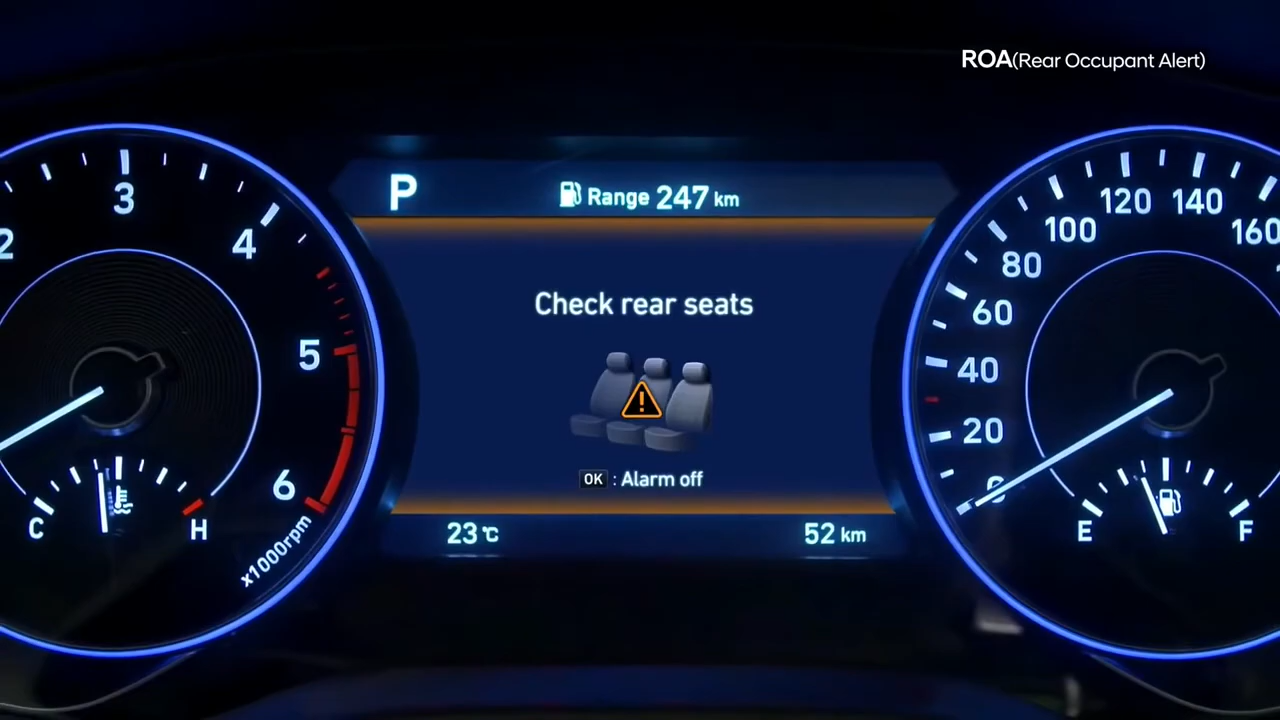 ROA(Rear Occupant Alert)
P
Range 247 km
Check rear seats
OK : Alarm off
23℃
52 km
2
3
4
5
6
x1000rpm
C
H
0
20
40
60
80
100
120
140
160
E
F